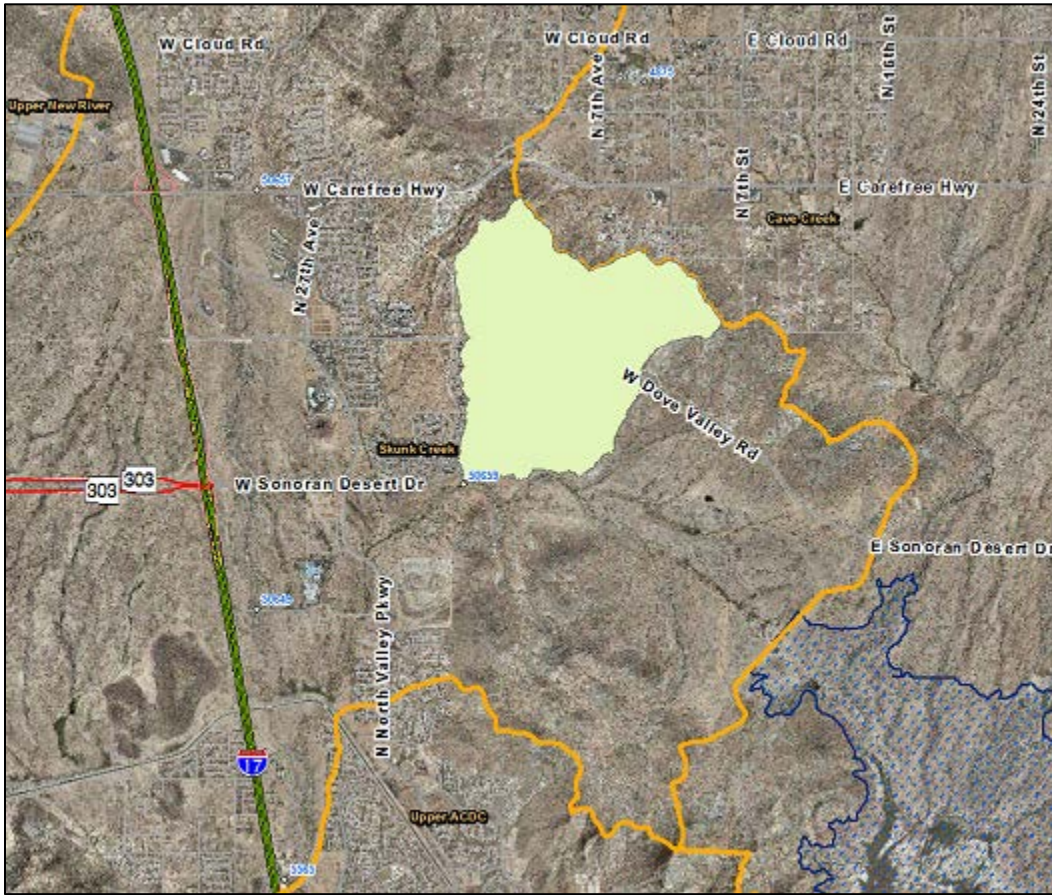 W Cloud Rd
W Cloud Rd
E Cloud Rd
N 7th Ave
N 16th St
N 24th St
Upper New River
W Carefree Hwy
E Carefree Hwy
N 7th St
Cave Creek
N 27th Ave
W Dove Valley Rd
Skunk Creek
303
303
W Sonoran Desert Dr
E Sonoran Desert Dr
N North Valley Pkwy
17
Upper ACDC